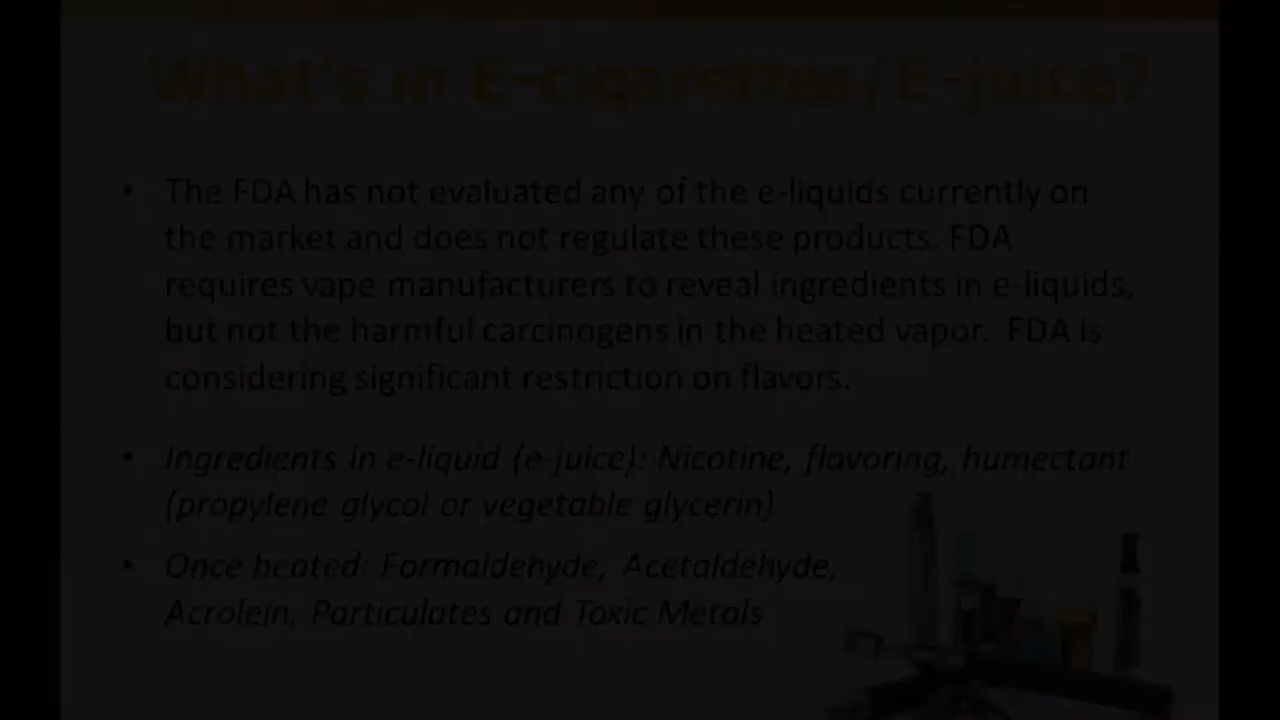 What's in E-cigarettes/E-juice?
• The FDA has not evaluated any of the e-liquids currently on
the market and does not regulate these products. FDA
requires vape manufacturers to reveal ingredients in e-liquids,
but not the harmful carcinogens in the heated vapor. FDA is
considering significant restriction on flavors.
• Ingredients in e-liquid (e-juice): Nicotine, flavoring, humectant
(propylene glycol or vegetable glycerin)
• Once heated: Formaldehyde, Acetaldehyde,
Acrolein, Particulates and Toxic Metals